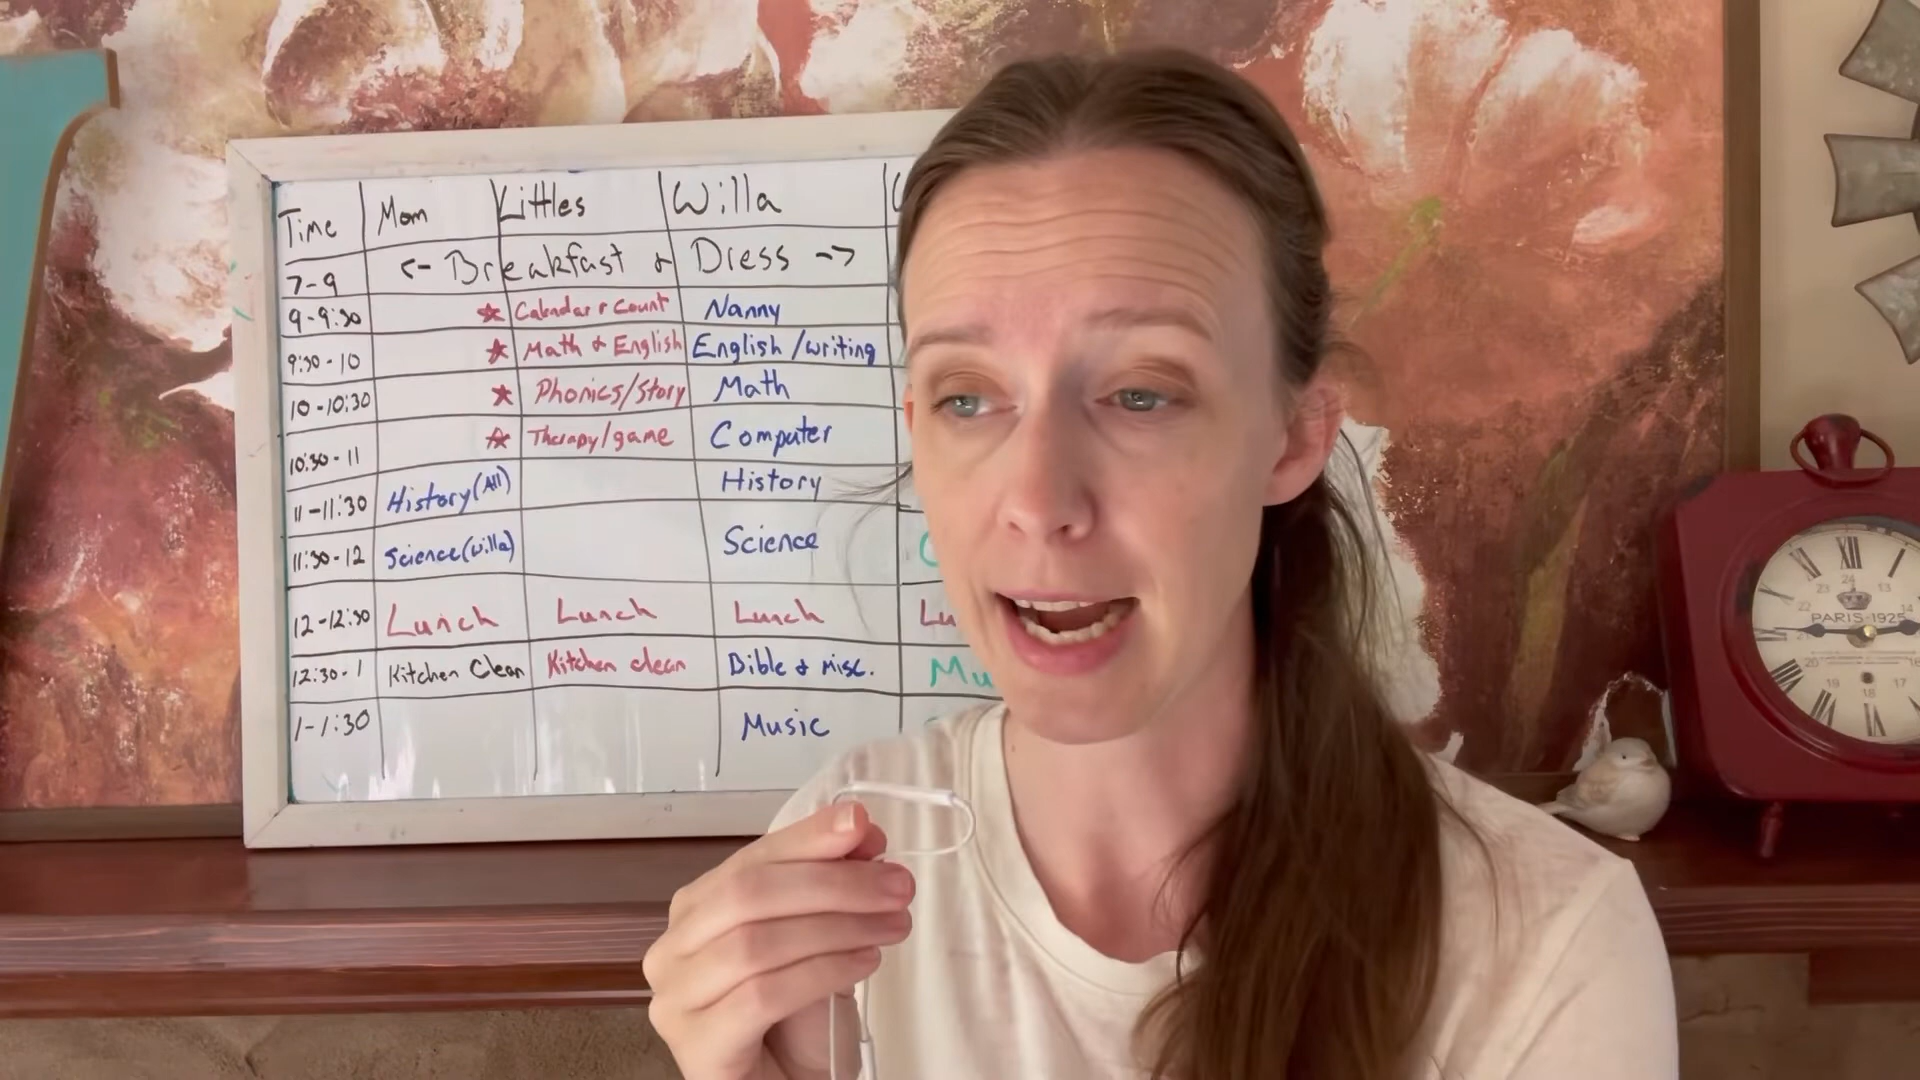 Time Mom Littles Willa
7-9 <- Breakfast & Dress ->
9-9:30 Calendar & Count Nanny
9:30-10 Math & English English/writing
10-10:30 Phonics/Story Math
10:30-11 Therapy/game Computer
11-11:30 History(All) History
11:30-12 Science(Willa) Science
12-12:30 Lunch Lunch Lunch Lu
12:30-1 Kitchen Clean Kitchen clean Bible & misc. Mu
1-1:30 Music
PARIS-1925